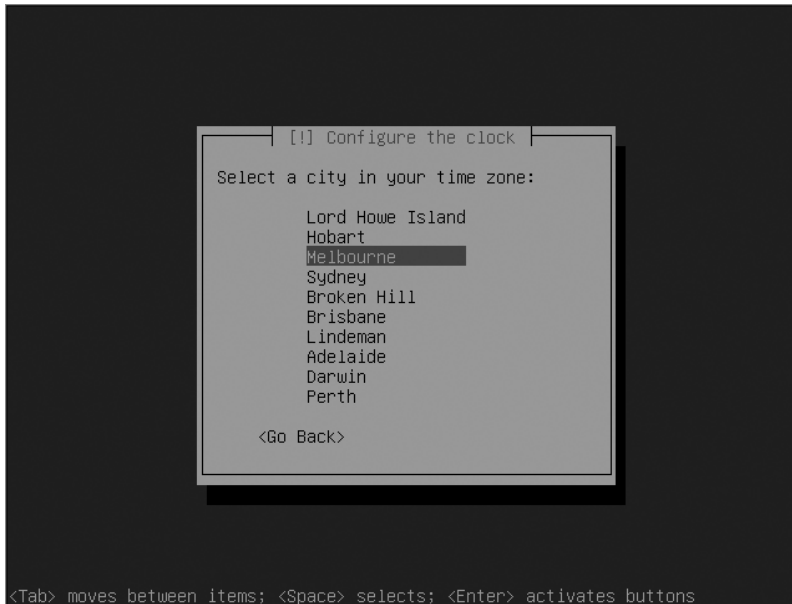 [!] Configure the clock
Select a city in your time zone:
Lord Howe Island
Hobart
Melbourne
Sydney
Broken Hill
Brisbane
Lindeman
Adelaide
Darwin
Perth
<Go Back>
<Tab> moves between items; <Space> selects; <Enter> activates buttons